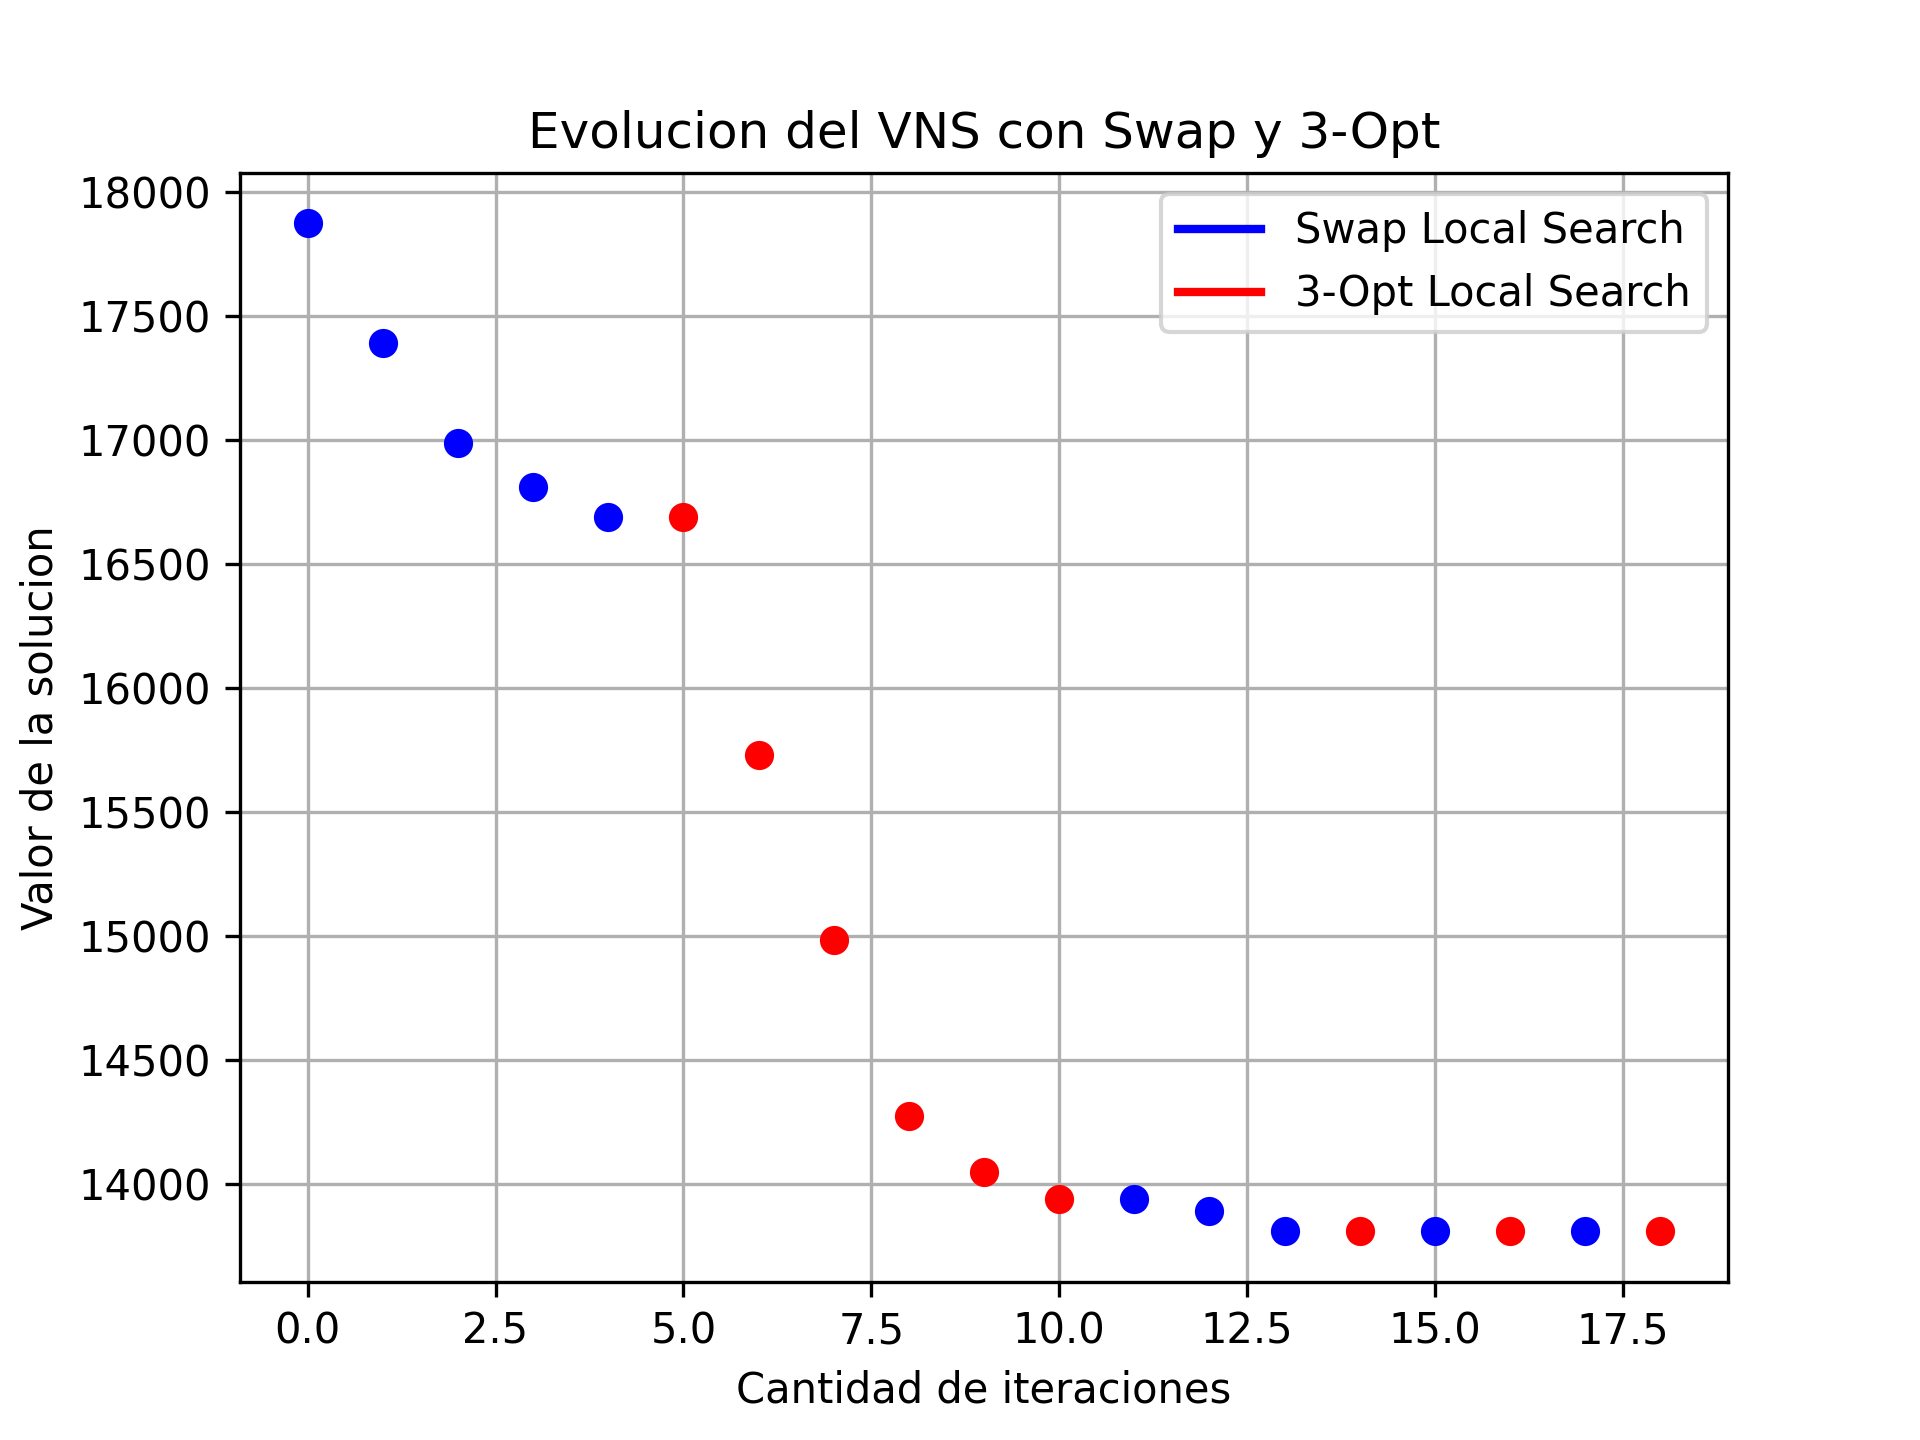 Evolucion del VNS con Swap y 3-Opt
Swap Local Search
3-Opt Local Search
Valor de la solucion
18000
17500
17000
16500
16000
15500
15000
14500
14000
0.0 2.5 5.0 7.5 10.0 12.5 15.0 17.5
Cantidad de iteraciones